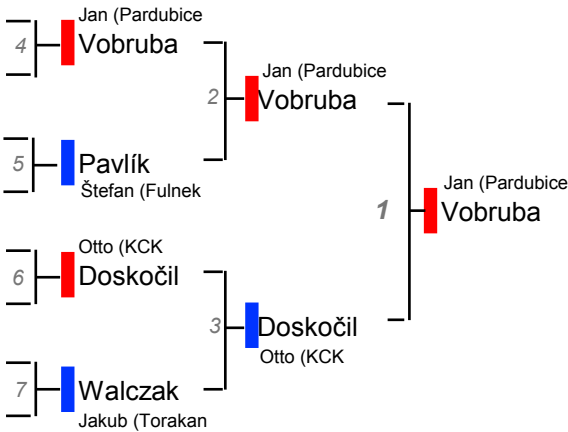 Jan (Pardubice
4
Vobruba
5
Pavlík
Štefan (Fulnek
Otto (KCK
6
Doskočil
7
Walczak
Jakub (Torakan
Jan (Pardubice
2
Vobruba
3
Doskočil
Otto (KCK
1
Jan (Pardubice
Vobruba